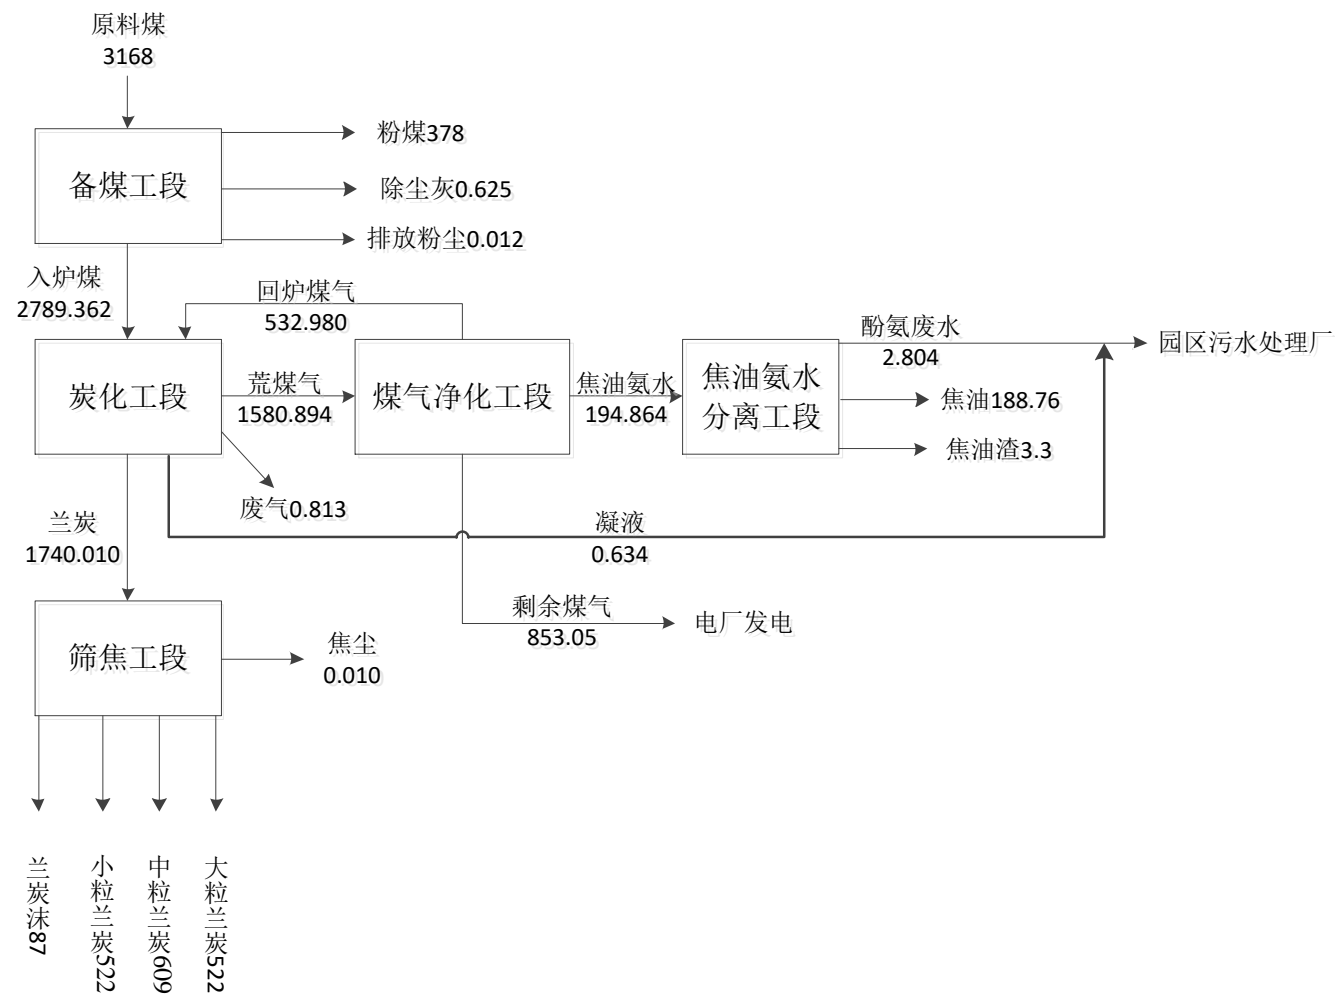 原料煤
3168
备煤工段
粉煤378
除尘灰0.625
排放粉尘0.012
入炉煤
2789.362
回炉煤气
532.980
炭化工段
荒煤气
1580.894
煤气净化工段
焦油氨水
194.864
焦油氨水
分离工段
酚氨废水
2.804
园区污水处理厂
焦油188.76
焦油渣3.3
废气0.813
兰炭
1740.010
凝液
0.634
剩余煤气
853.05
电厂发电
筛焦工段
焦尘
0.010
兰炭沫87
小粒兰炭522
中粒兰炭609
大粒兰炭522